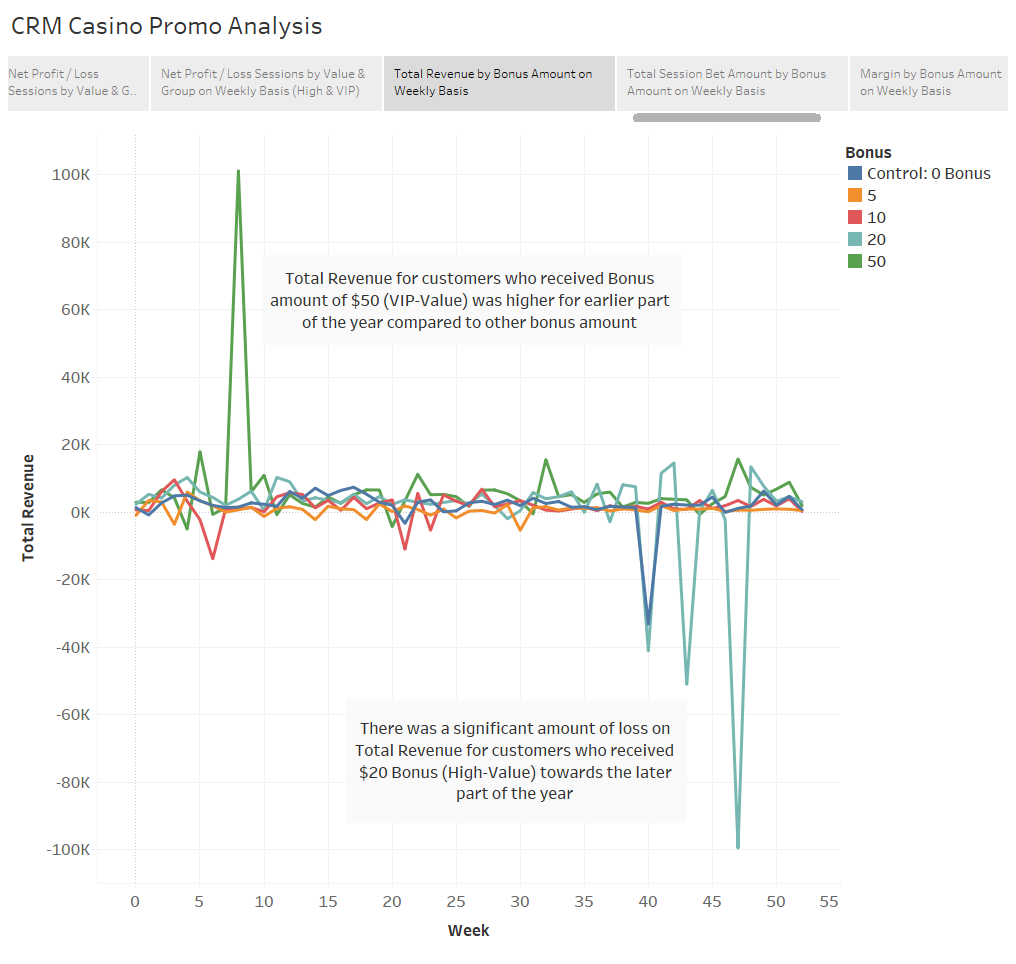 CRM Casino Promo Analysis
Net Profit / Loss
Sessions by Value & G..
Net Profit / Loss Sessions by Value &
Group on Weekly Basis (High & VIP)
Total Revenue by Bonus Amount on
Weekly Basis
Total Session Bet Amount by Bonus
Amount on Weekly Basis
Margin by Bonus Amount
on Weekly Basis
Bonus
Control: 0 Bonus
5
10
20
50
Total Revenue
100K
80K
60K
40K
20K
0K
-20K
-40K
-60K
-80K
-100K
Total Revenue for customers who received Bonus
amount of $50 (VIP-Value) was higher for earlier part
of the year compared to other bonus amount
There was a significant amount of loss on
Total Revenue for customers who received
$20 Bonus (High-Value) towards the later
part of the year
0 5 10 15 20 25 30 35 40 45 50 55
Week